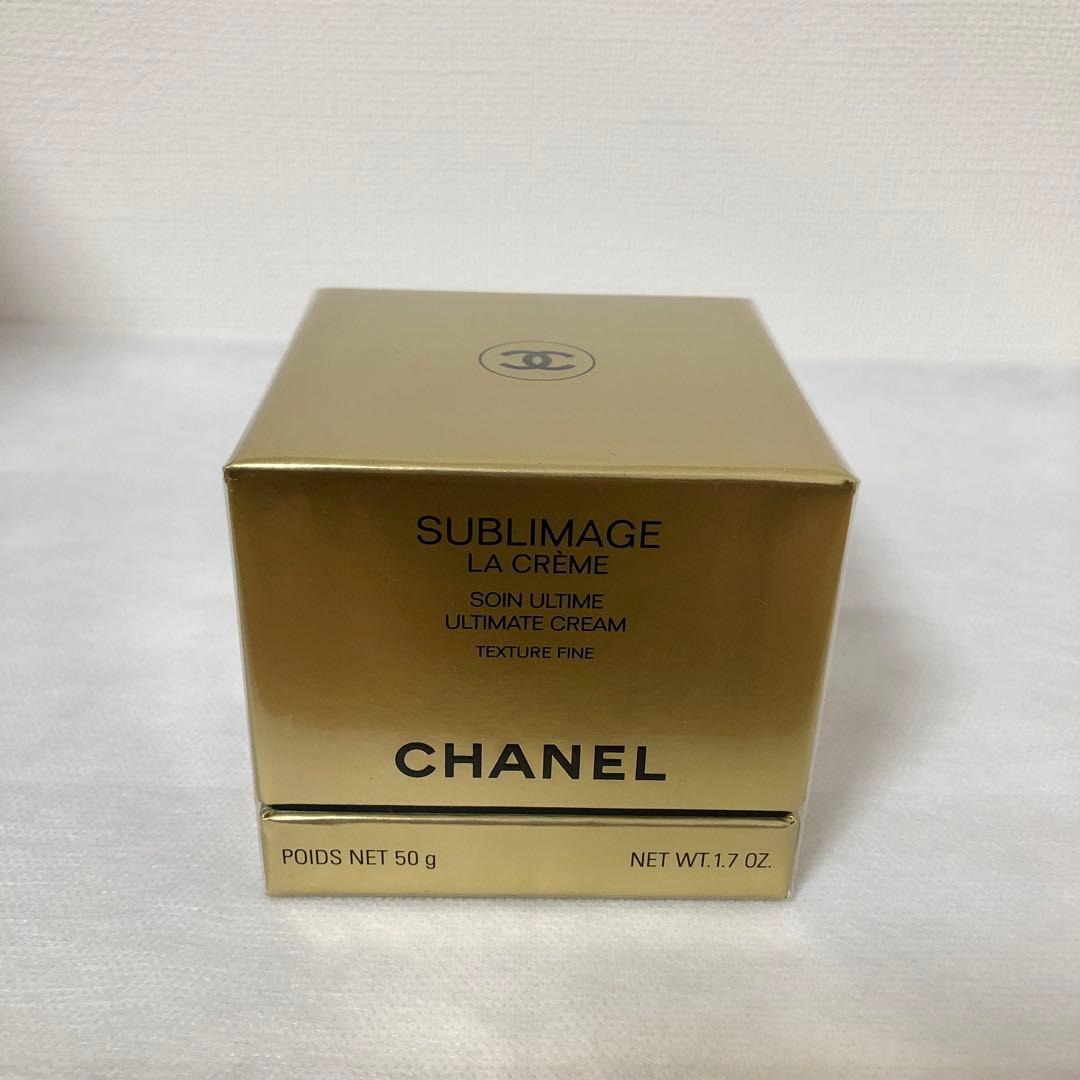 SUBLIMAGE
LA CRÈME
SOIN ULTIME
ULTIMATE CREAM
TEXTURE FINE
CHANEL
POIDS NET 50 g
NET WT.1.7 OZ.